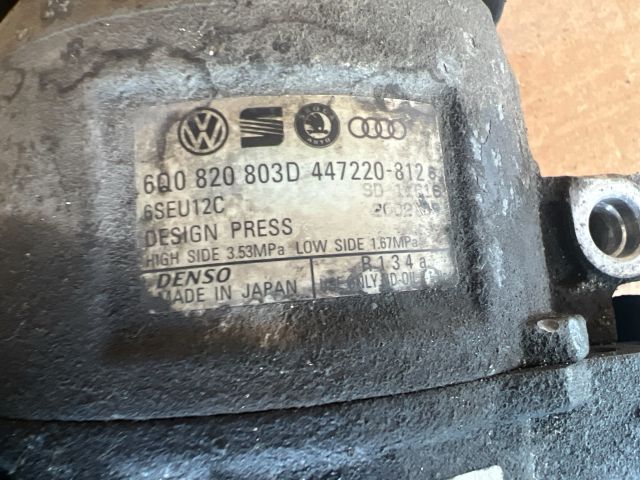 6Q0 820 803D 447220-812
6SEU12C
DESIGN PRESS
HIGH SIDE 3.53MPa LOW SIDE 1.67MPa
DENSO R134a
MADE IN JAPAN